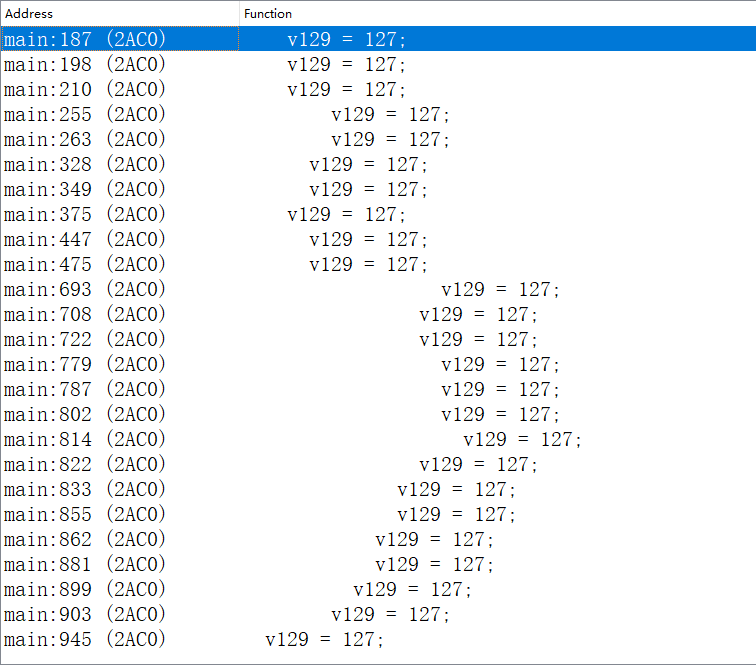 Address Function
main:187 (2AC0) v129 = 127;
main:198 (2AC0) v129 = 127;
main:210 (2AC0) v129 = 127;
main:255 (2AC0) v129 = 127;
main:263 (2AC0) v129 = 127;
main:328 (2AC0) v129 = 127;
main:349 (2AC0) v129 = 127;
main:375 (2AC0) v129 = 127;
main:447 (2AC0) v129 = 127;
main:475 (2AC0) v129 = 127;
main:693 (2AC0) v129 = 127;
main:708 (2AC0) v129 = 127;
main:722 (2AC0) v129 = 127;
main:779 (2AC0) v129 = 127;
main:787 (2AC0) v129 = 127;
main:802 (2AC0) v129 = 127;
main:814 (2AC0) v129 = 127;
main:822 (2AC0) v129 = 127;
main:833 (2AC0) v129 = 127;
main:855 (2AC0) v129 = 127;
main:862 (2AC0) v129 = 127;
main:881 (2AC0) v129 = 127;
main:899 (2AC0) v129 = 127;
main:903 (2AC0) v129 = 127;
main:945 (2AC0) v129 = 127;